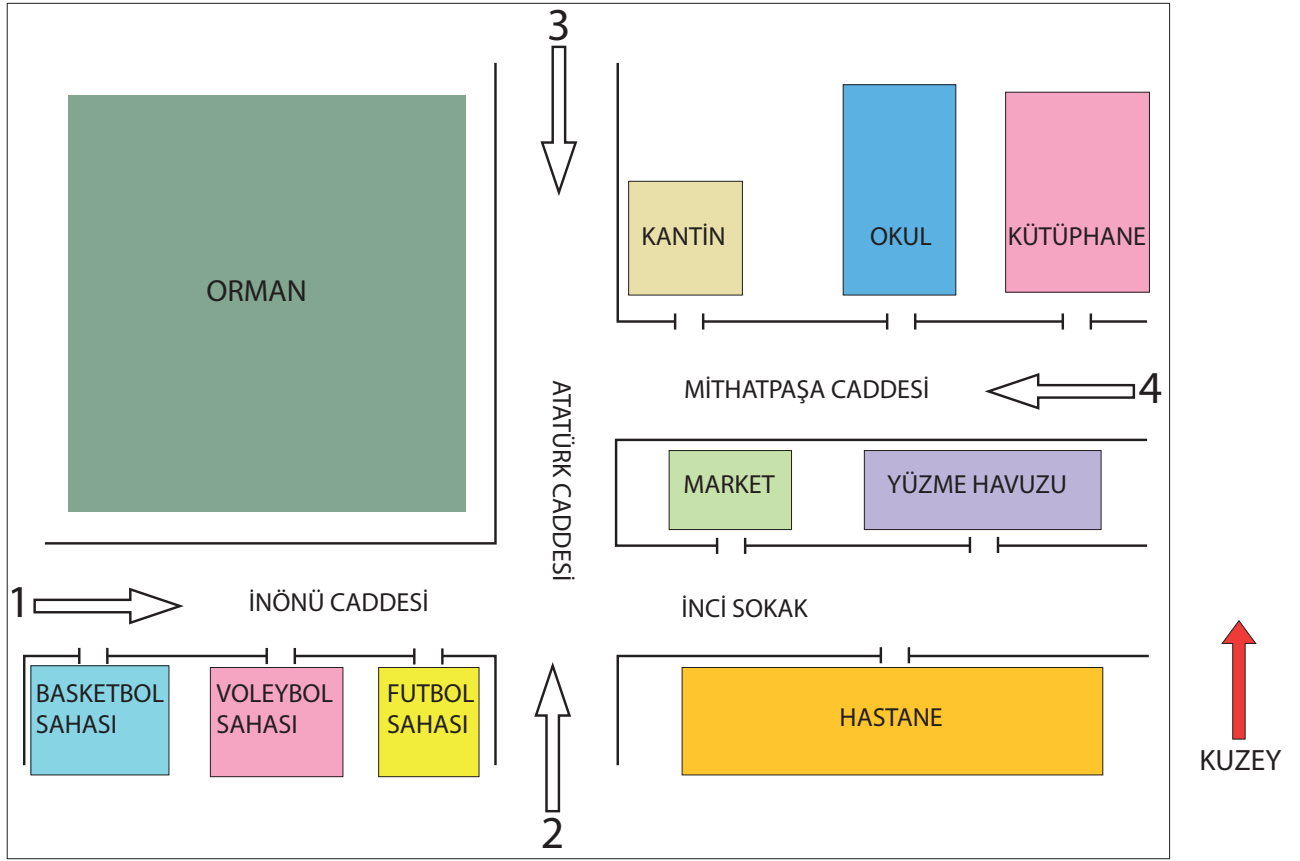 3
KANTİN
OKUL
KÜTÜPHANE
ORMAN
ATATÜRK CADDESİ
MİTHATPAŞA CADDESİ
4
MARKET
YÜZME HAVUZU
1
İNÖNÜ CADDESİ
İNCİ SOKAK
BASKETBOL
SAHASI
VOLEYBOL
SAHASI
FUTBOL
SAHASI
HASTANE
KUZEY
2